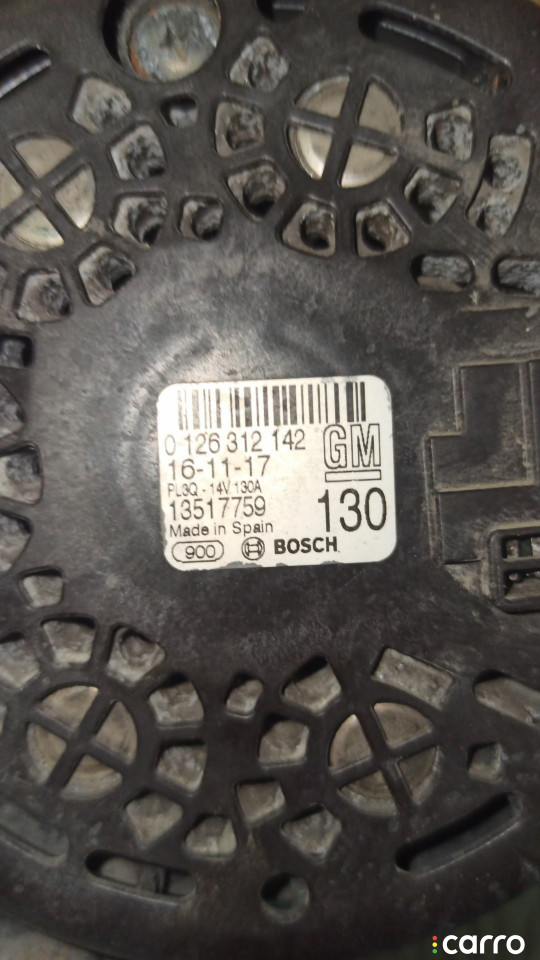 0 126 312 142
16-11-17
GM
PL3Q - 14V 130A
13517759
130
Made in Spain
900 BOSCH
carro